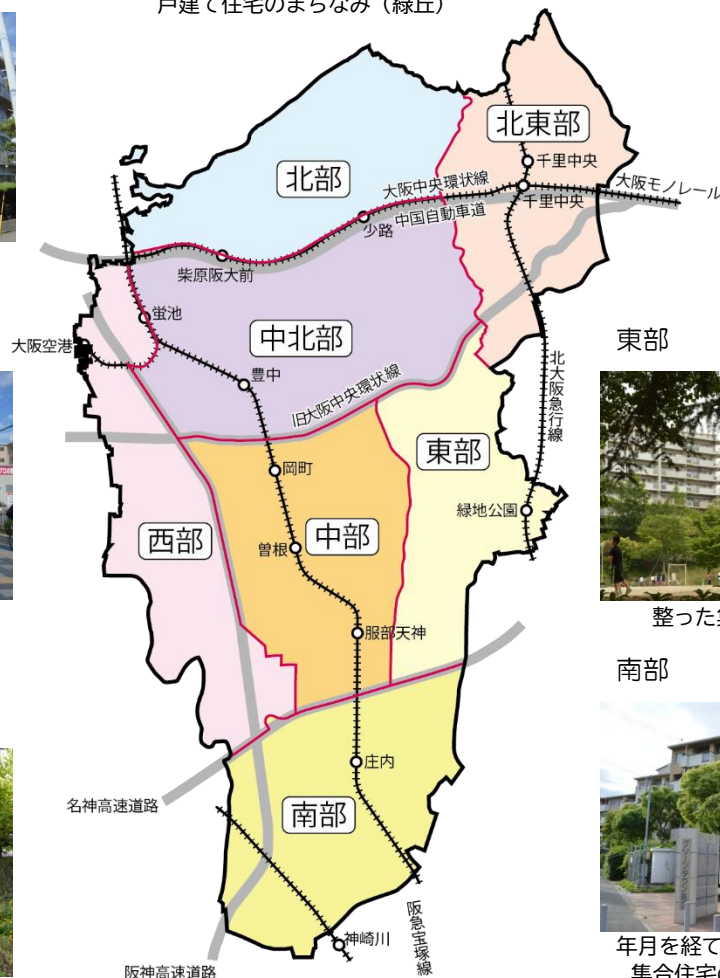 戸建て住宅のまちなみ（緑丘）
北東部
千里中央
北部
大阪中央環状線
大阪モノレール
千里中央
中国自動車道
少路
柴原阪大前
蛍池
中北部
大阪空港
東部
豊中
旧大阪中央環状線
北大阪急行線
東部
岡町
緑地公園
西部
曽根
中部
整った集
服部天神
南部
庄内
名神高速道路
南部
阪急宝塚線
神崎川
年月を経て
集合住宅の
阪神高速道路